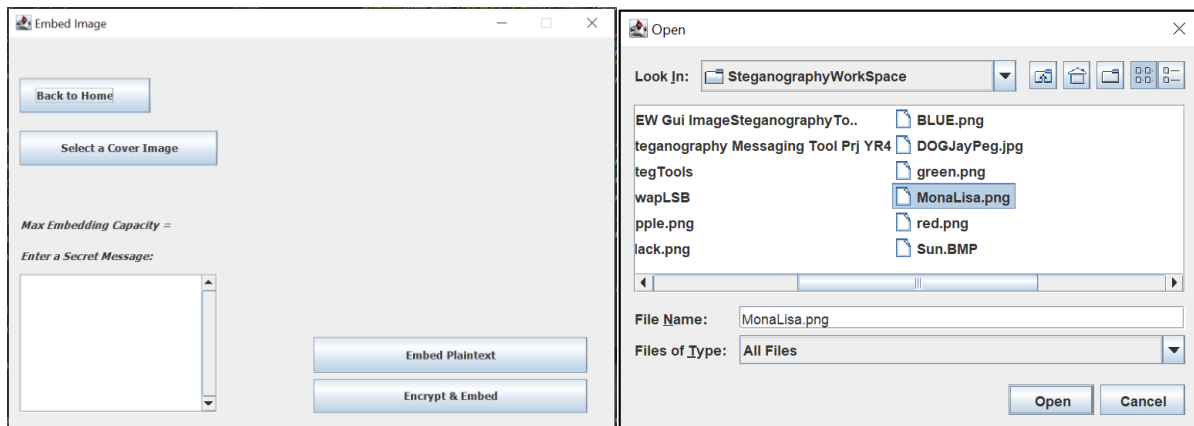 Embed Image
Back to Home
Select a Cover Image
Max Embedding Capacity =
Enter a Secret Message:
Embed Plaintext
Encrypt & Embed
Open
Look In:
SteganographyWorkSpace
EW Gui ImageSteganographyTo..
teganography Messaging Tool Prj YR4
tegTools
wapLSB
pple.png
lack.png
BLUE.png
DOGJayPeg.jpg
green.png
MonaLisa.png
red.png
Sun.BMP
File Name:
MonaLisa.png
Files of Type:
All Files
Open
Cancel